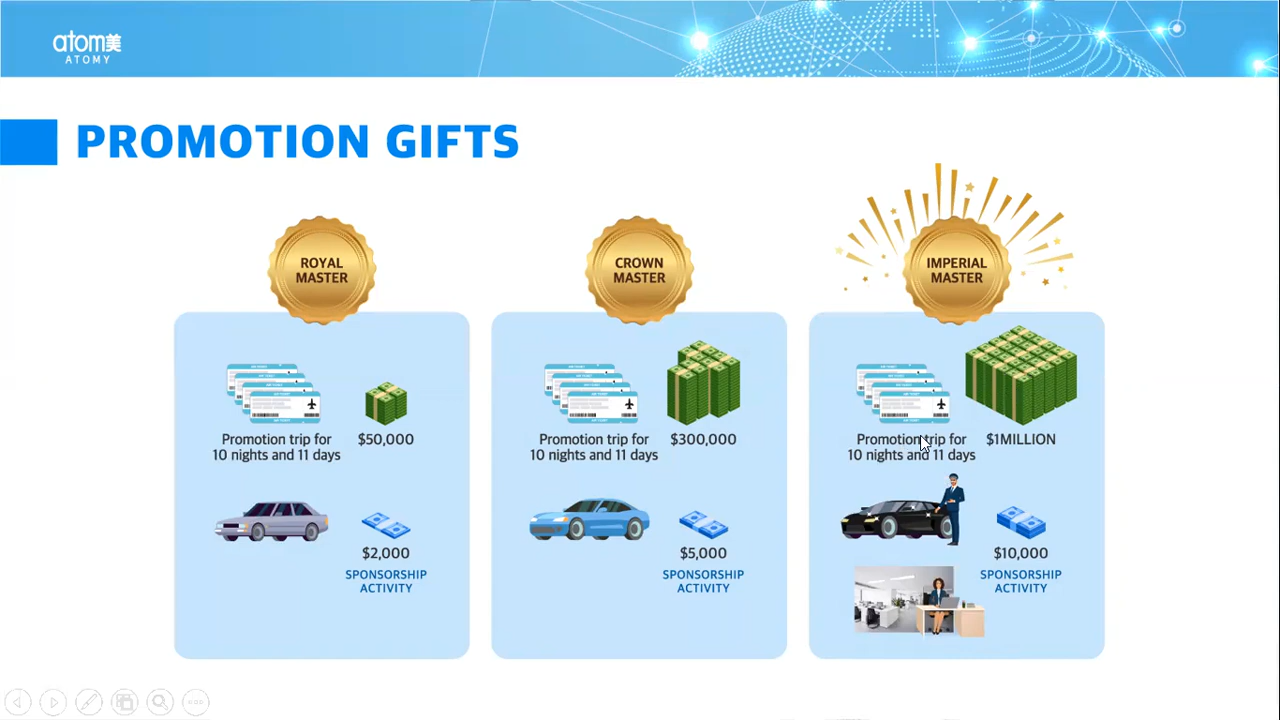 atom美
ATOMY
PROMOTION GIFTS
ROYAL
MASTER
Promotion trip for
10 nights and 11 days
$50,000
$2,000
SPONSORSHIP
ACTIVITY
CROWN
MASTER
Promotion trip for
10 nights and 11 days
$300,000
$5,000
SPONSORSHIP
ACTIVITY
IMPERIAL
MASTER
Promotion trip for
10 nights and 11 days
$1MILLION
$10,000
SPONSORSHIP
ACTIVITY